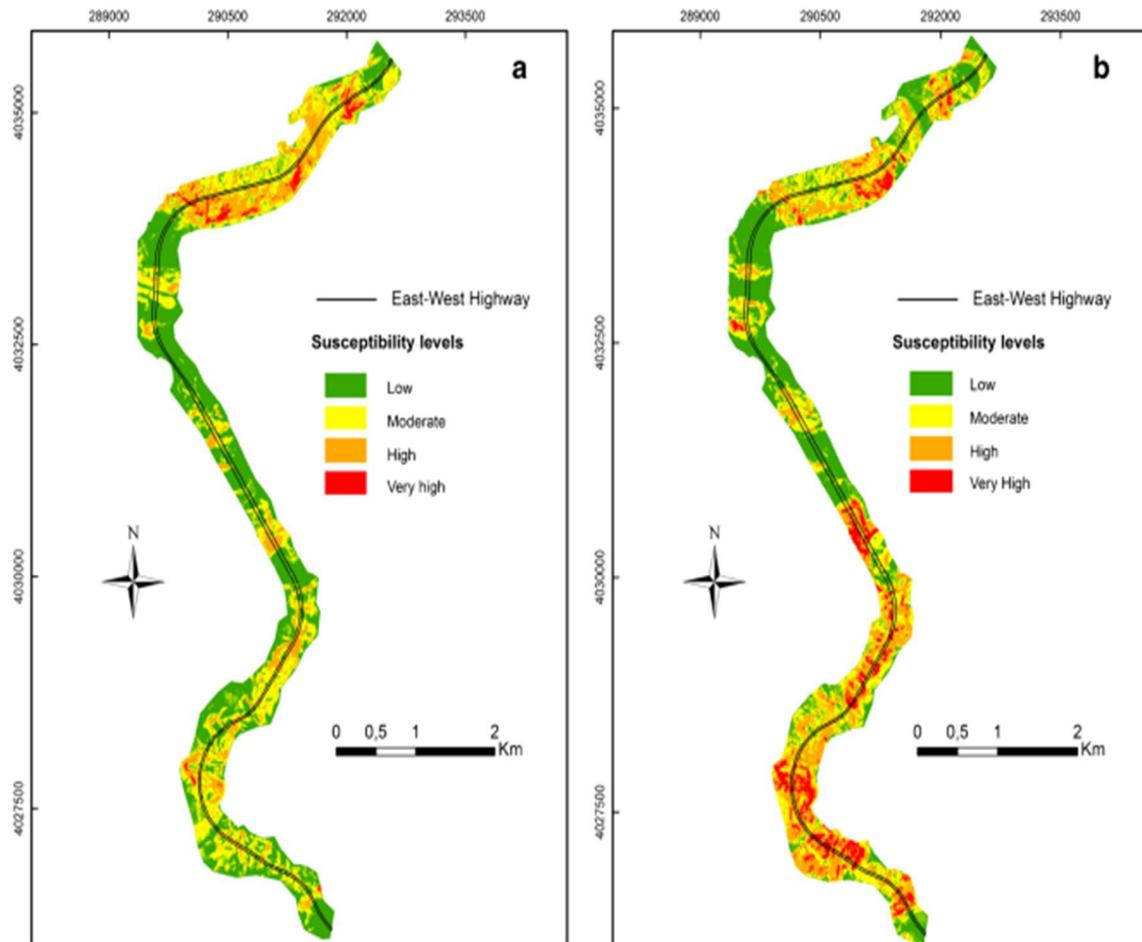 289000 290500 292000 293500
a
4035000
East-West Highway
Susceptibility levels
4032500
Low
Moderate
High
Very high
N
4030000
0 0,5 1 2
Km
4027500
289000 290500 292000 293500
b
4035000
East-West Highway
Susceptibility levels
4032500
Low
Moderate
High
Very High
N
4030000
0 0,5 1 2
Km
4027500